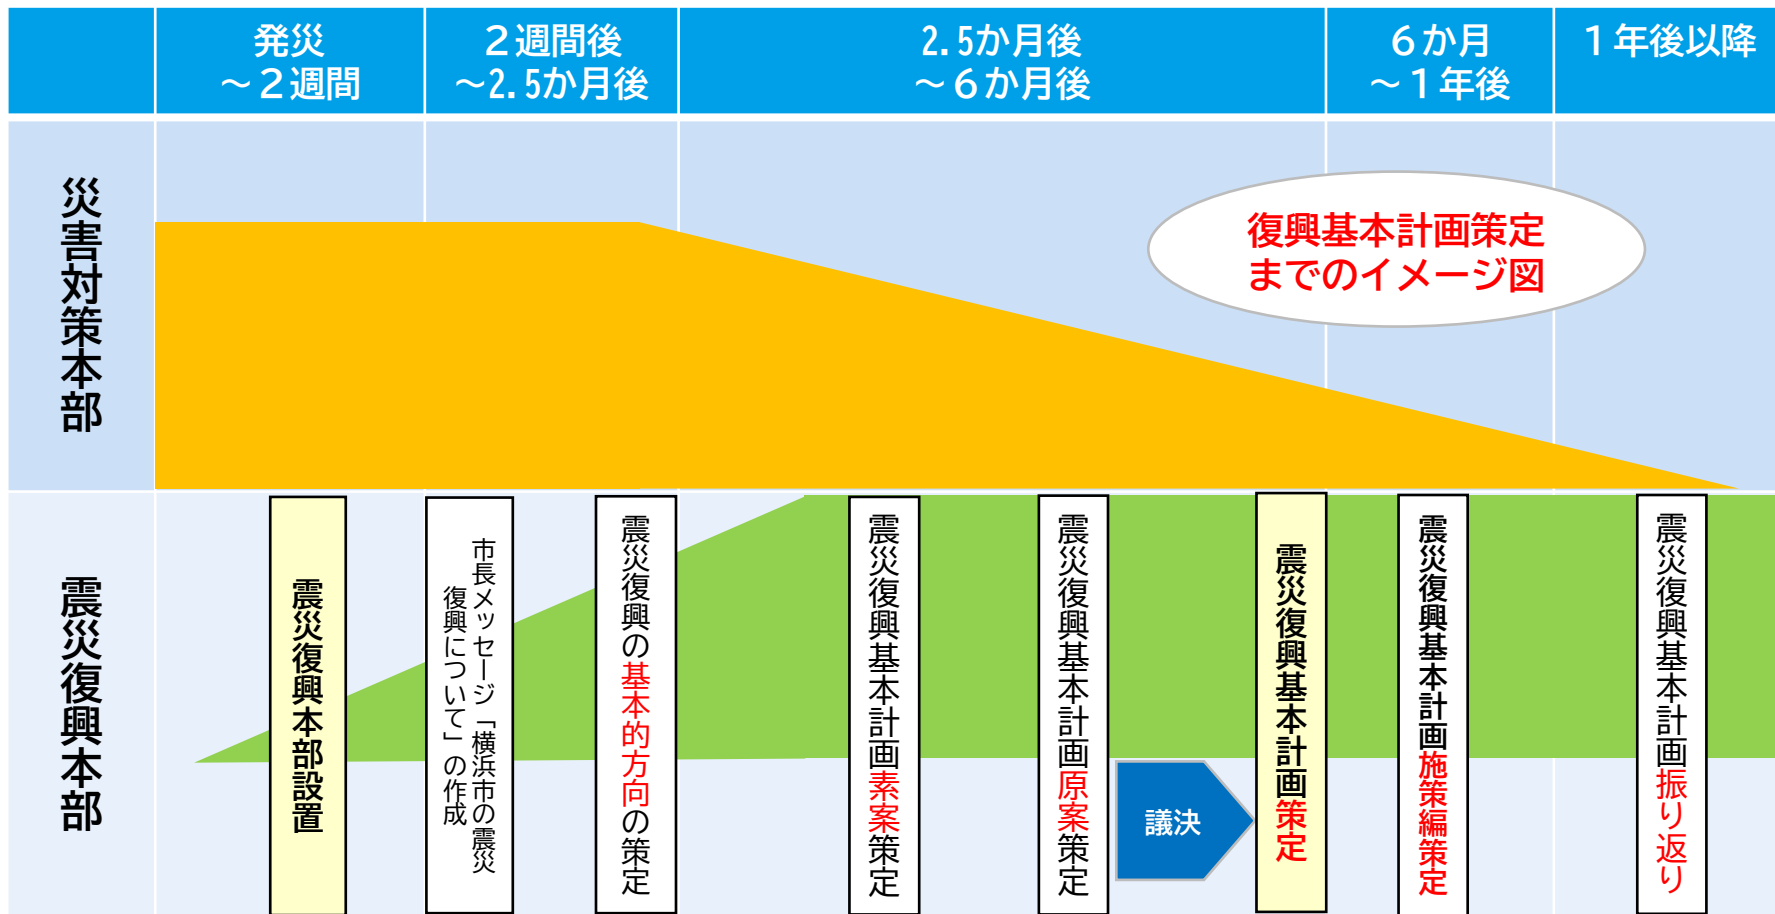 発災
～２週間
２週間後
～2.5か月後
2.5か月後
～６か月後
６か月
～１年後
１年後以降
災害対策本部
復興基本計画策定
までのイメージ図
震災復興本部
震災復興本部設置
市長メッセージ「横浜市の震災
復興について」の作成
震災復興の基本的方向の策定
震災復興基本計画素案策定
震災復興基本計画原案策定
議決
震災復興基本計画策定
震災復興基本計画施策編策定
震災復興基本計画振り返り